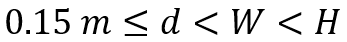 0.15 m ≤ d < W < H